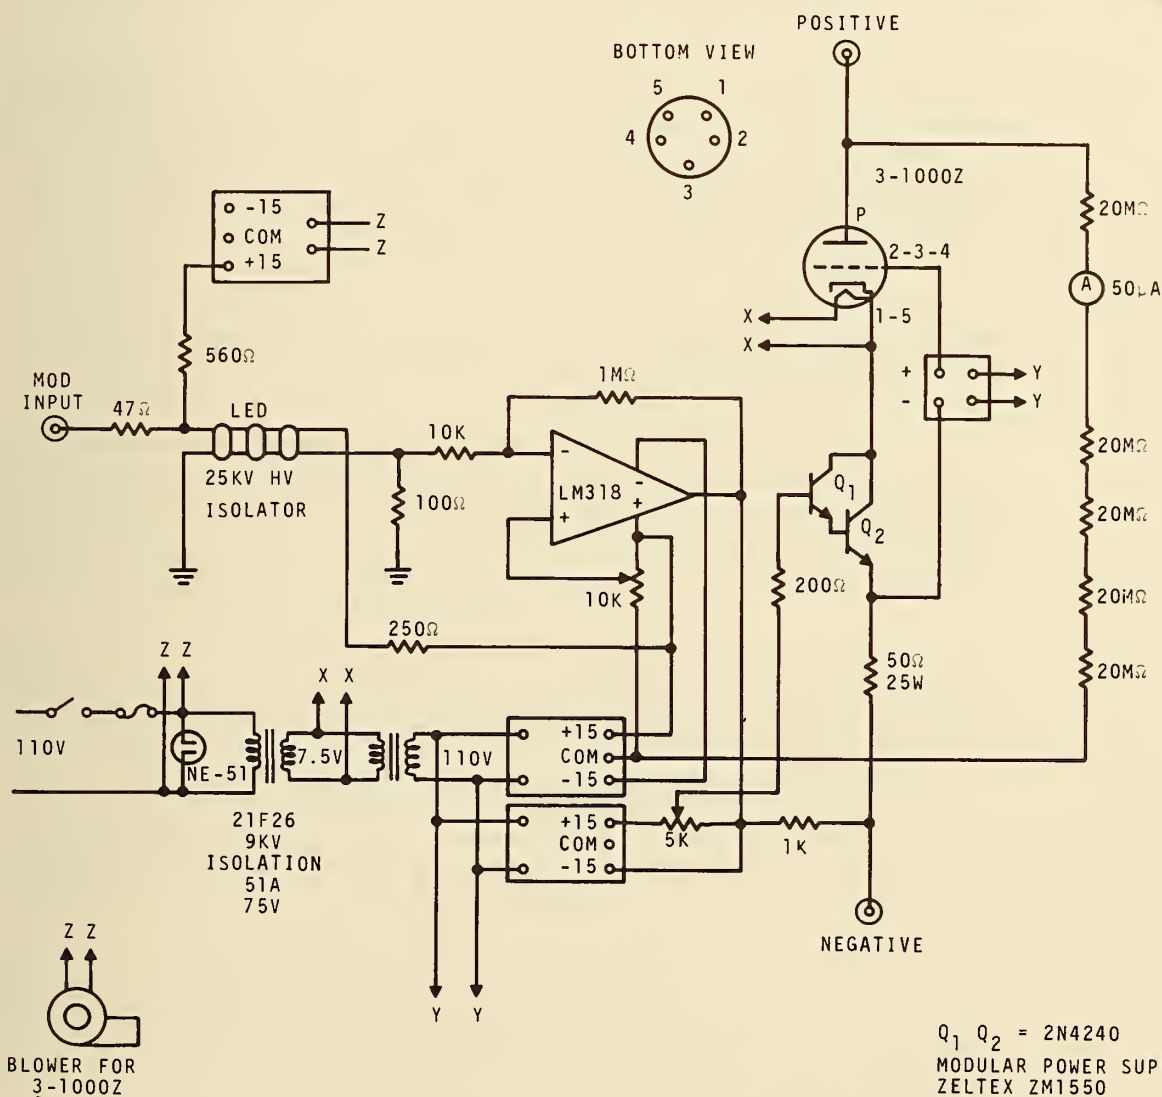 POSITIVE
BOTTOM VIEW
5 1
4 2
3
3-1000Z
P
2-3-4
1-5
20MΩ
A 50μA
-15
COM
+15
Z
Z
X
X
+
-
Y
Y
560Ω
1MΩ
MOD
INPUT
47Ω
LED
25KV HV
ISOLATOR
10K
100Ω
-
LM318
-
+
+
10K
Q1
Q2
200Ω
20MΩ
20MΩ
20MΩ
20MΩ
250Ω
50Ω
25W
Z Z
X X
110V
NE-51
7.5V
110V
+15
COM
-15
+15
COM
-15
5K
1K
21F26
9KV
ISOLATION
51A
75V
NEGATIVE
Z Z
Y Y
BLOWER FOR
3-1000Z
Q1 Q2 = 2N4240
MODULAR POWER SUP
ZELTEX ZM1550